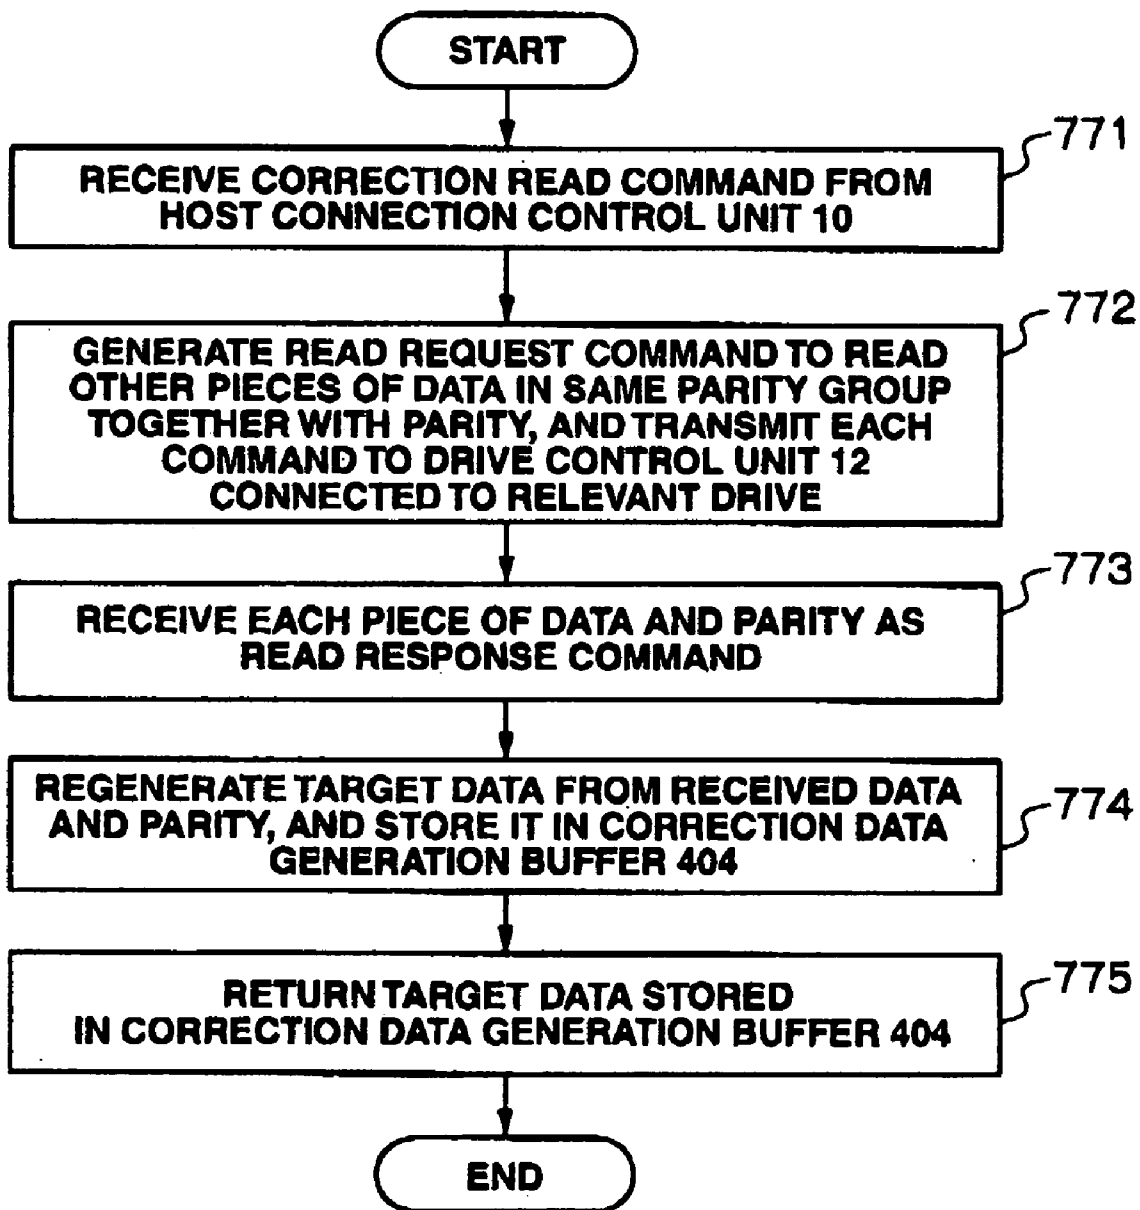 START
771
RECEIVE CORRECTION READ COMMAND FROM
HOST CONNECTION CONTROL UNIT 10
772
GENERATE READ REQUEST COMMAND TO READ
OTHER PIECES OF DATA IN SAME PARITY GROUP
TOGETHER WITH PARITY, AND TRANSMIT EACH
COMMAND TO DRIVE CONTROL UNIT 12
CONNECTED TO RELEVANT DRIVE
773
RECEIVE EACH PIECE OF DATA AND PARITY AS
READ RESPONSE COMMAND
774
REGENERATE TARGET DATA FROM RECEIVED DATA
AND PARITY, AND STORE IT IN CORRECTION DATA
GENERATION BUFFER 404
775
RETURN TARGET DATA STORED
IN CORRECTION DATA GENERATION BUFFER 404
END